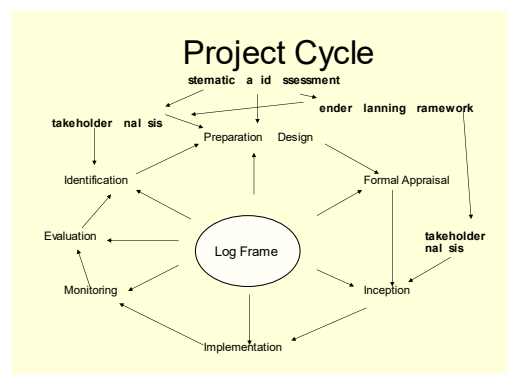 Project Cycle
stematic a id ssessment
ender lanning ramework
takeholder nal sis
Preparation Design
Identification
Formal Appraisal
Evaluation
takeholder
nal sis
Log Frame
Monitoring
Inception
Implementation